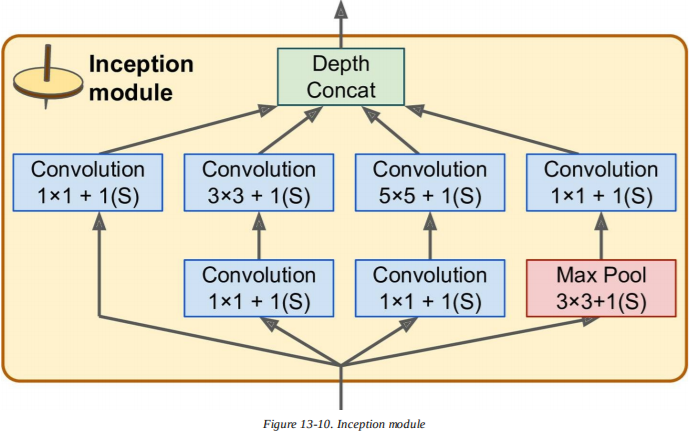 Inception
module
Depth
Concat
Convolution
1×1 + 1(S)
Convolution
3×3 + 1(S)
Convolution
5×5 + 1(S)
Convolution
1×1 + 1(S)
Convolution
1×1 + 1(S)
Convolution
1×1 + 1(S)
Max Pool
3×3+1(S)
Figure 13-10. Inception module